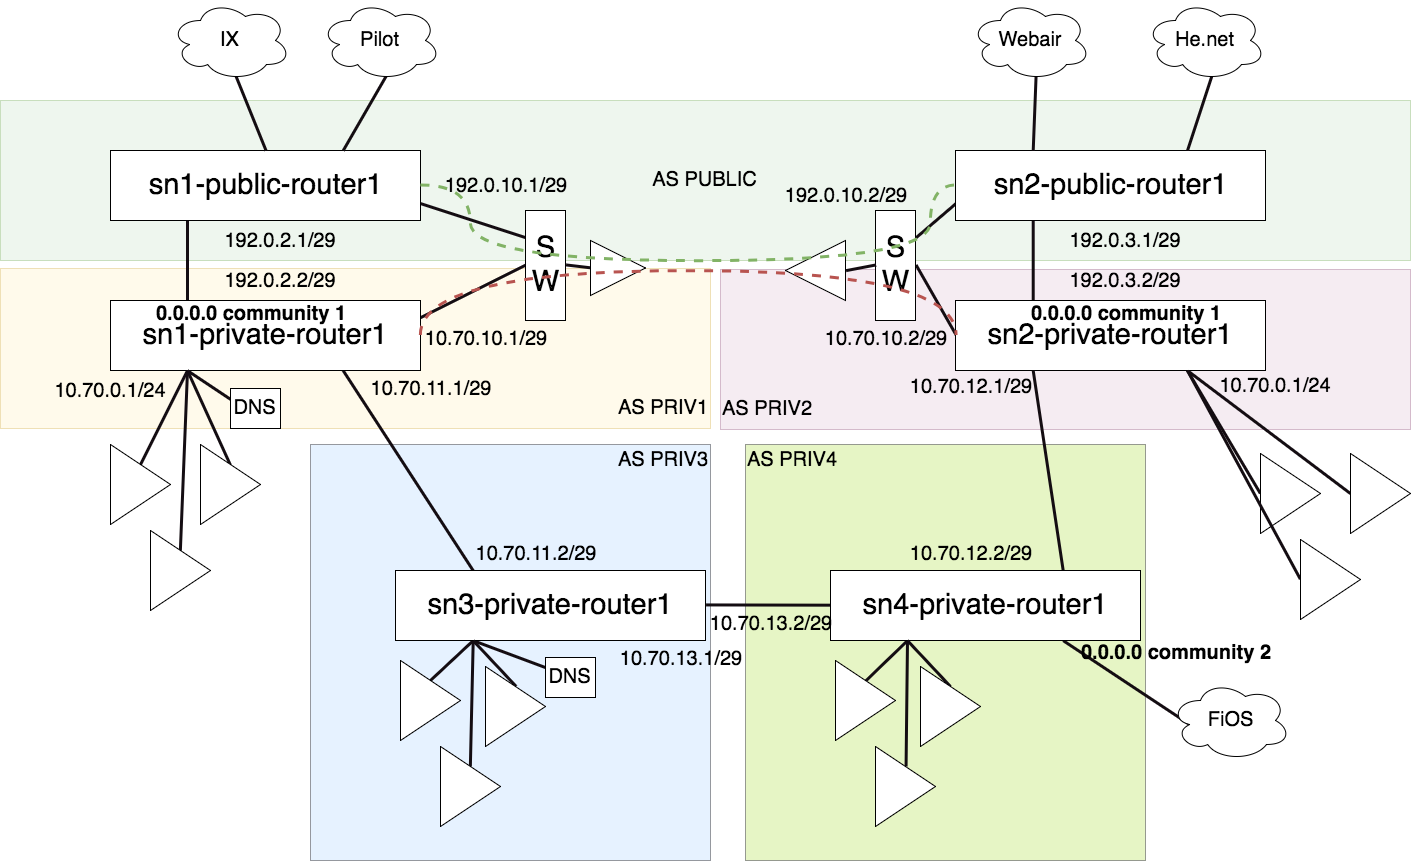 IX
Pilot
Webair
He.net
sn1-public-router1
192.0.10.1/29
AS PUBLIC
192.0.10.2/29
sn2-public-router1
S
W
S
W
192.0.2.1/29
192.0.3.1/29
192.0.2.2/29
192.0.3.2/29
0.0.0.0 community 1
sn1-private-router1
10.70.10.1/29
10.70.10.2/29
0.0.0.0 community 1
sn2-private-router1
10.70.0.1/24
10.70.11.1/29
10.70.12.1/29
10.70.0.1/24
DNS
AS PRIV1
AS PRIV2
AS PRIV3
AS PRIV4
10.70.11.2/29
10.70.12.2/29
sn3-private-router1
sn4-private-router1
10.70.13.2/29
10.70.13.1/29
0.0.0.0 community 2
DNS
FiOS